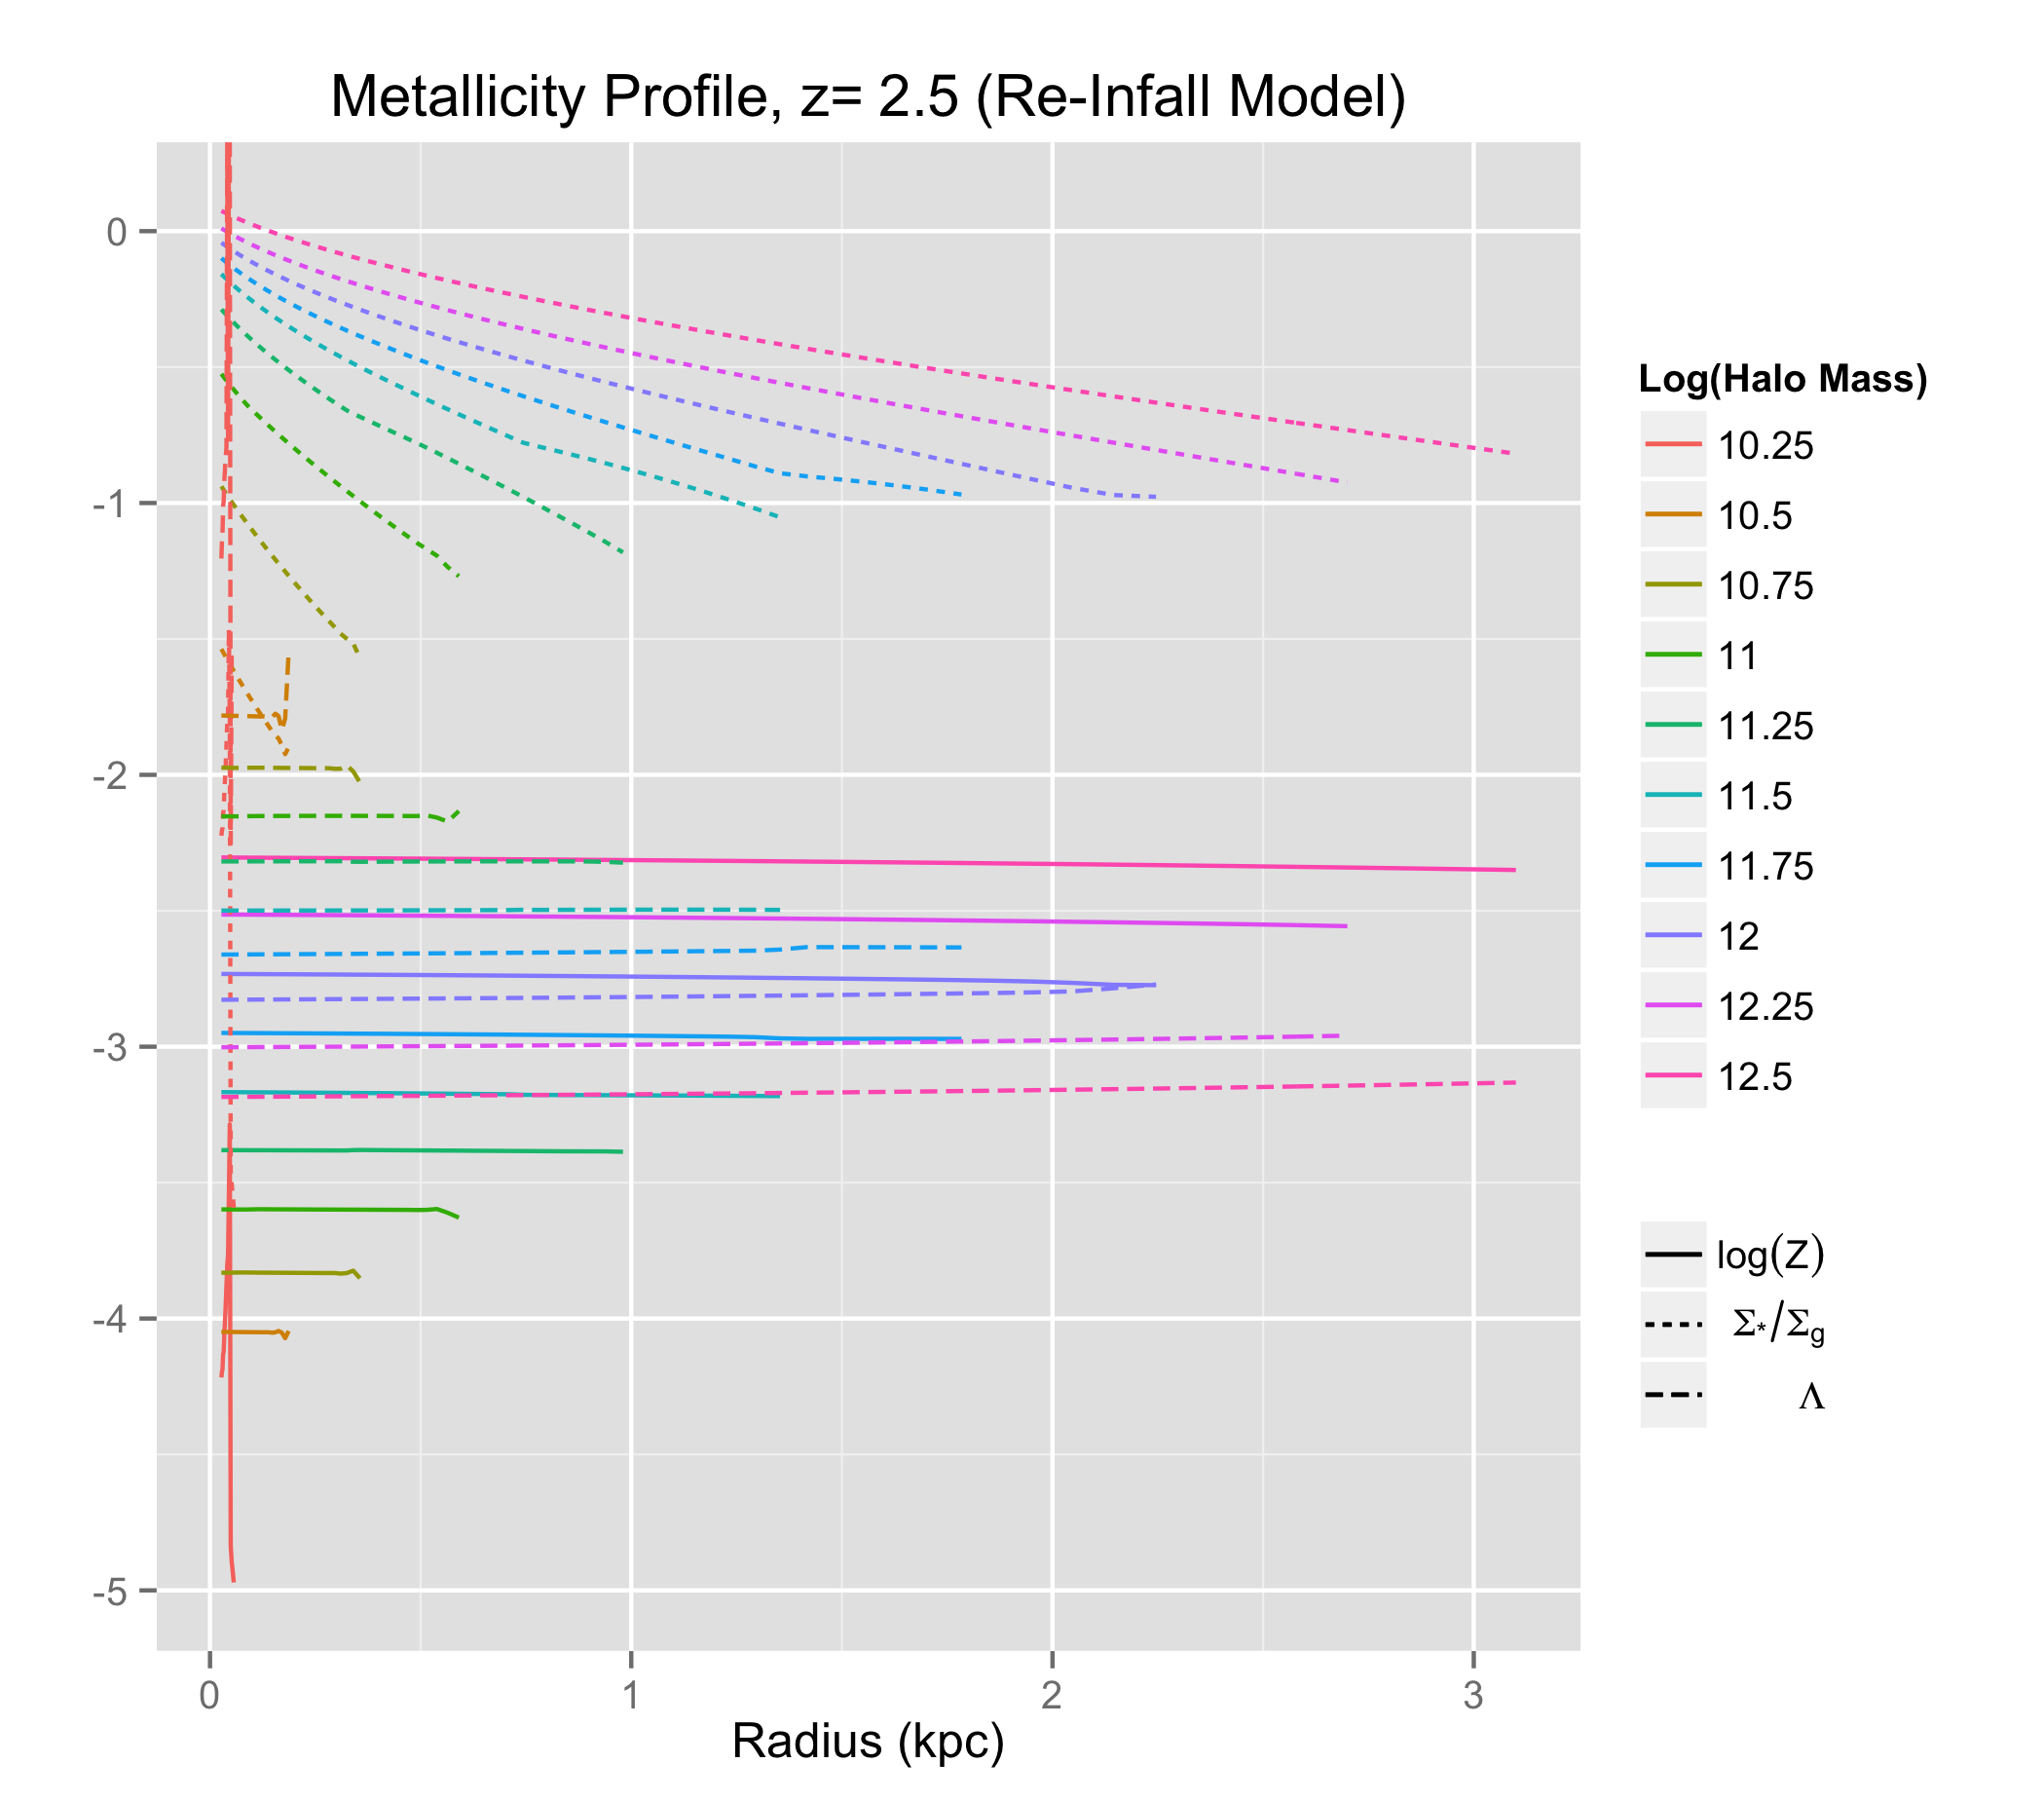 Metallicity Profile, z= 2.5 (Re-Infall Model)
0
-1
-2
-3
-4
-5
0 1 2 3
Radius (kpc)
Log(Halo Mass)
10.25
10.5
10.75
11
11.25
11.5
11.75
12
12.25
12.5
log(Z)
Σ*/Σg
Λ